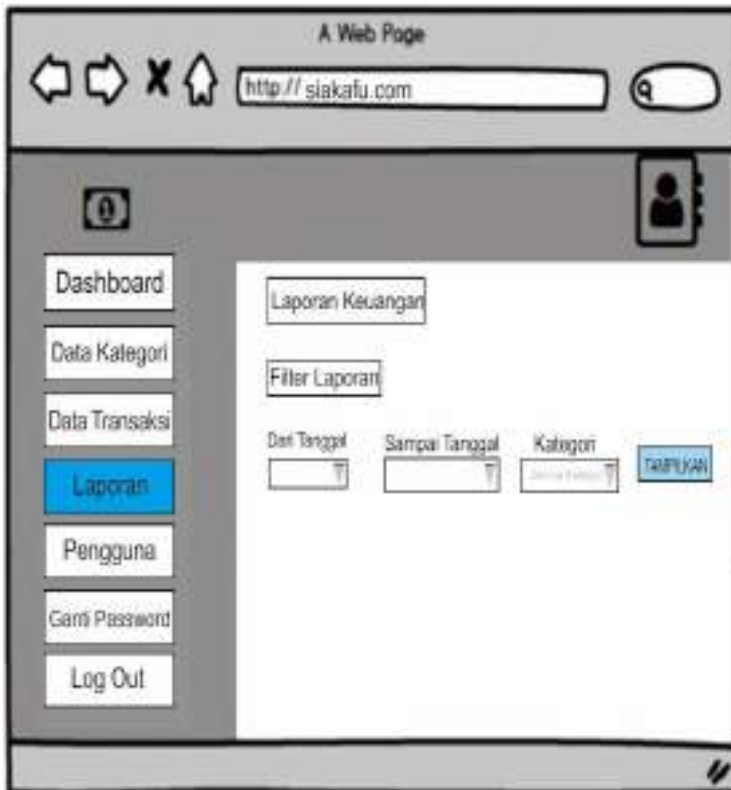 A Web Page
http:// siakafu.com
Dashboard
Data Kategori
Data Transaksi
Laporan
Pengguna
Ganti Password
Log Out
Laporan Keuangan
Filter Laporan
Dari Tanggal Sampai Tanggal Kategori
TAMPILKAN